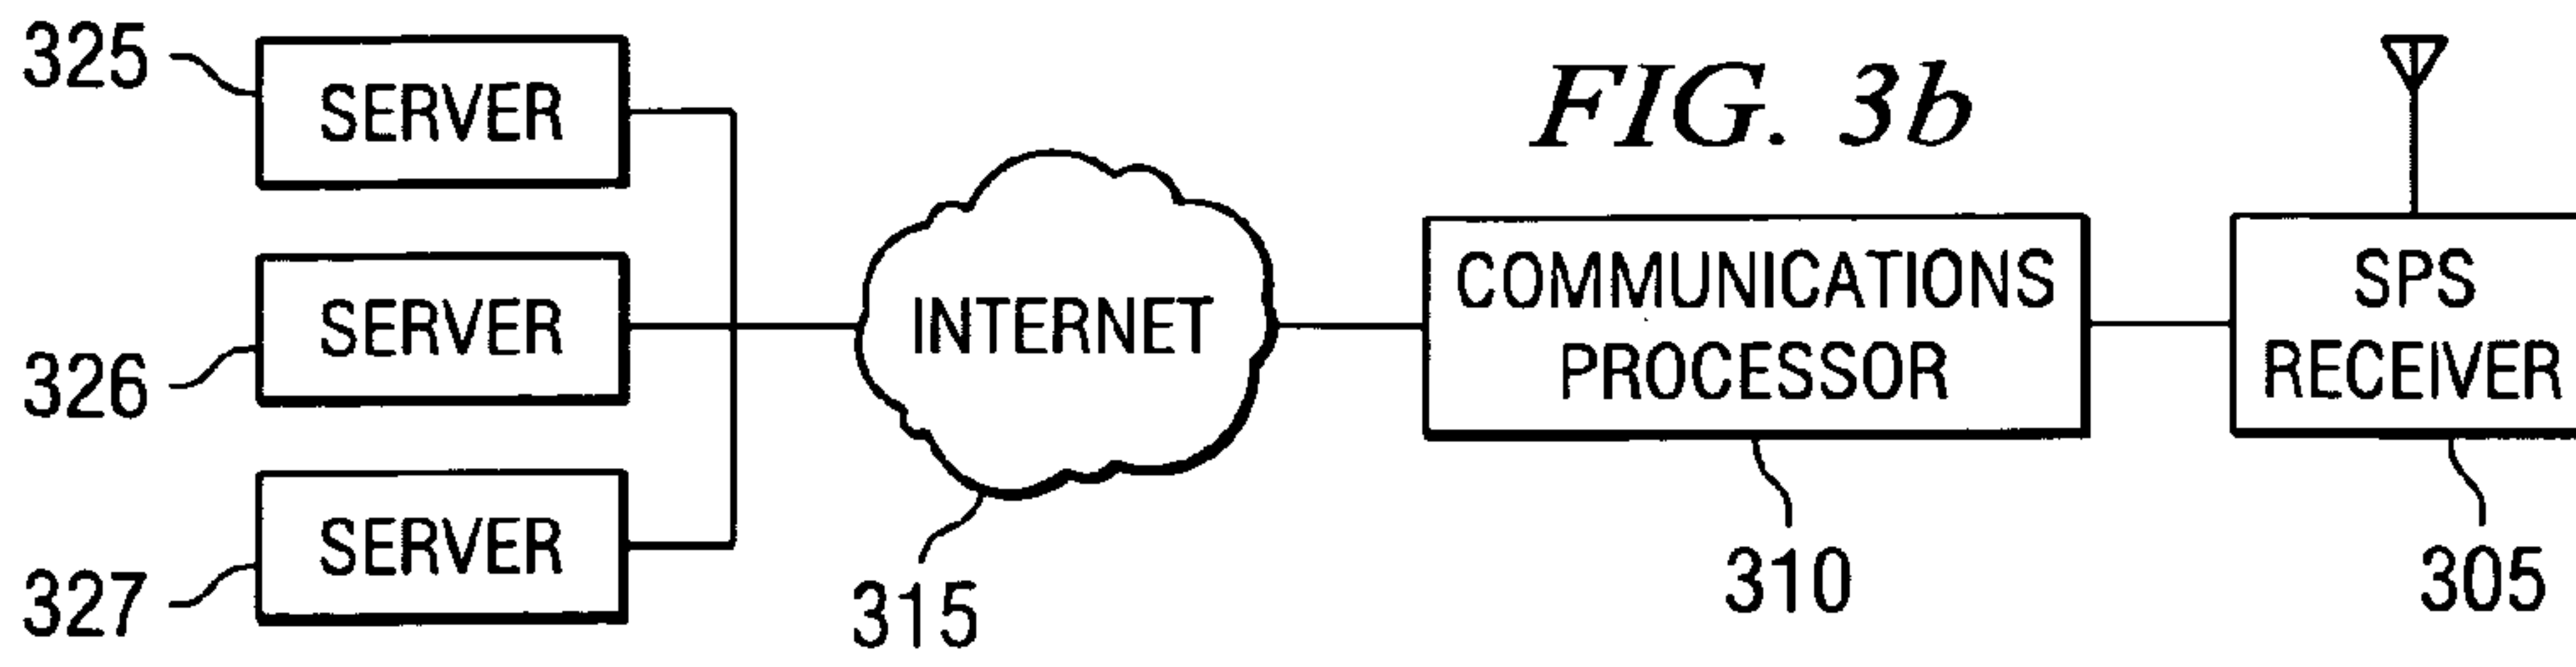 325
SERVER
326
SERVER
327
SERVER
INTERNET
315
FIG. 3b
COMMUNICATIONS
PROCESSOR
310
SPS
RECEIVER
305